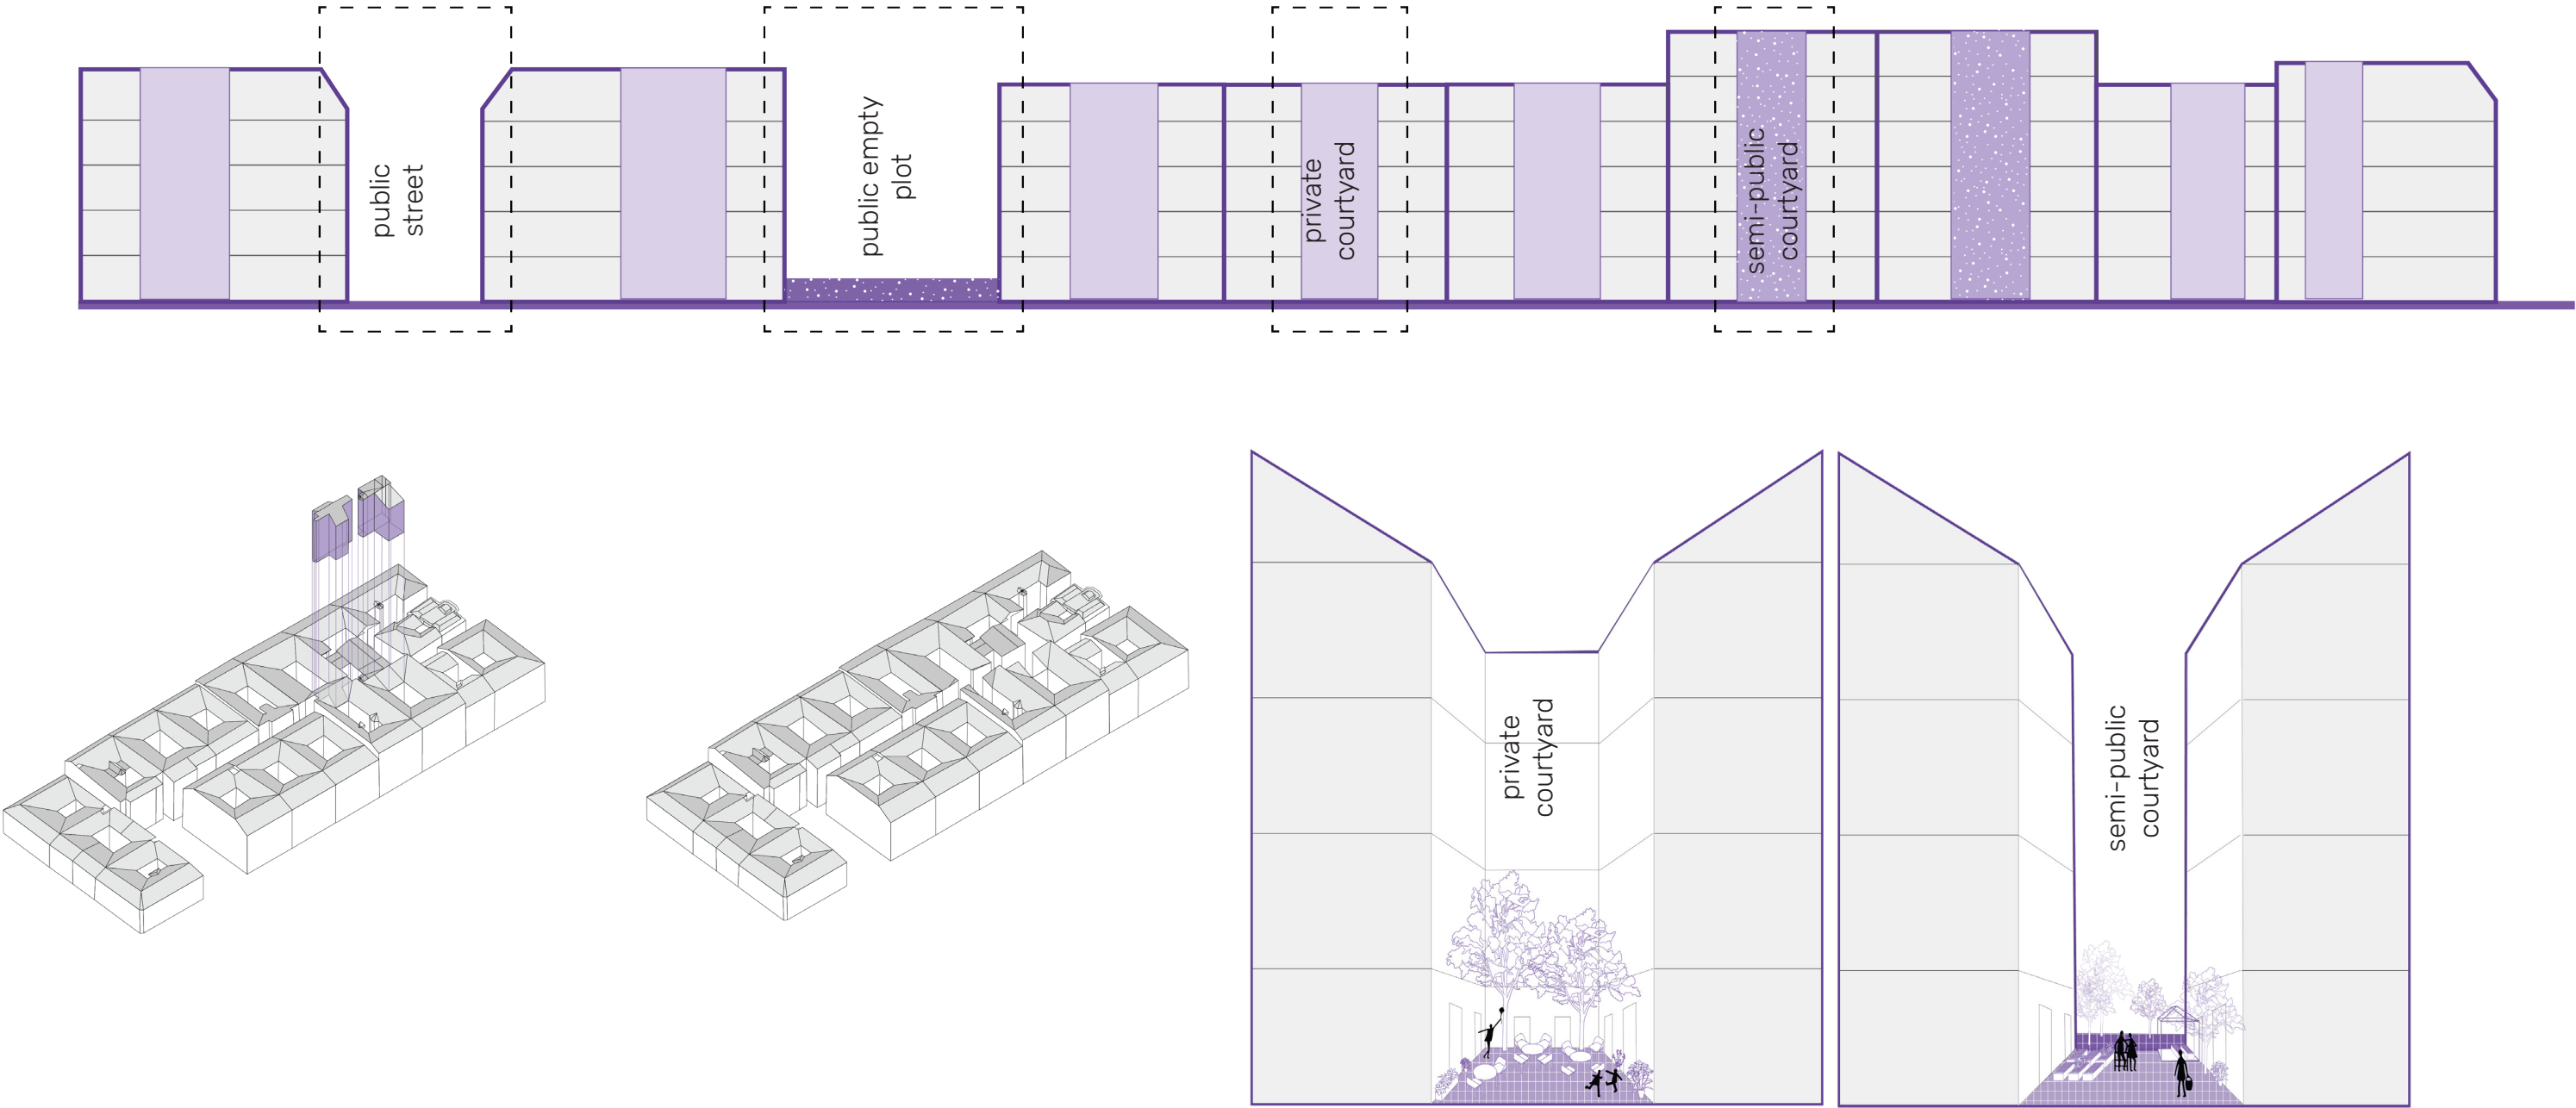 public
street
public empty
plot
private
courtyard
semi-public
courtyard
private
courtyard
semi-public
courtyard